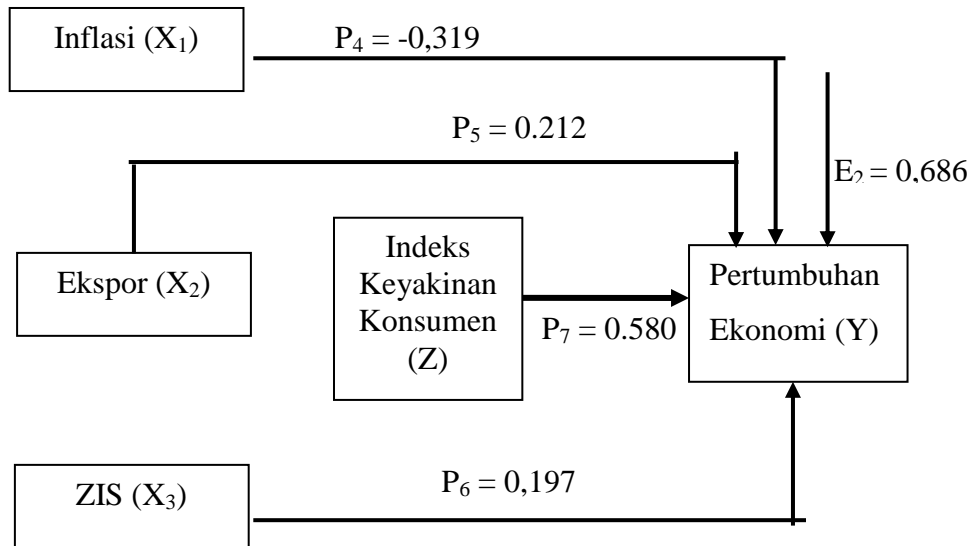 Inflasi (X₁)
P₄ = -0,319
P₅ = 0.212
E₂ = 0,686
Ekspor (X₂)
Indeks
Keyakinan
Konsumen
(Z)
P₇ = 0.580
Pertumbuhan
Ekonomi (Y)
ZIS (X₃)
P₆ = 0,197